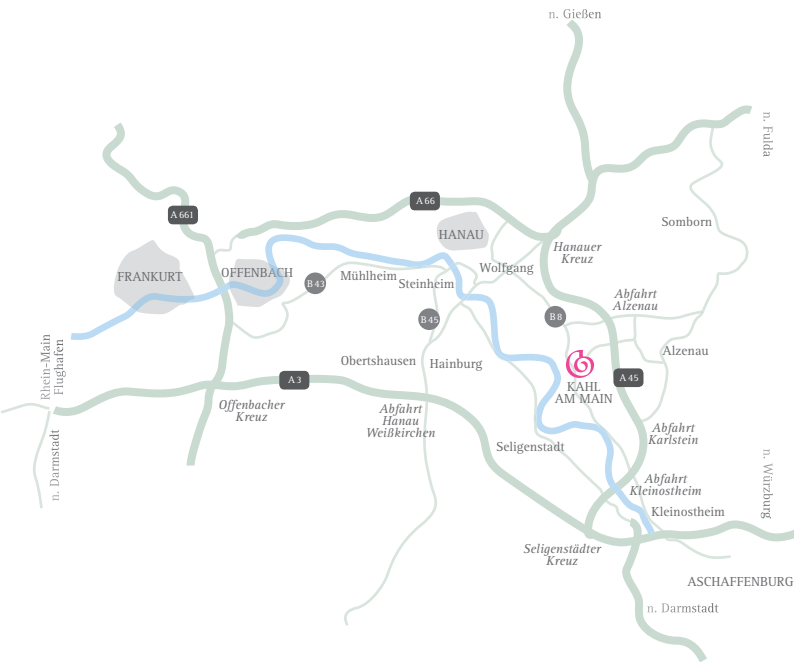 n. Gießen
n. Fulda
A 661
A 66
Somborn
HANAU
Hanauer
Kreuz
FRANKURT
OFFENBACH
Mühlheim
Steinheim
Wolfgang
B 43
B 45
B 8
Abfahrt
Alzenau
Rhein-Main
Flughafen
Obertshausen
Hainburg
Alzenau
A 3
A 45
KAHL
AM MAIN
Offenbacher
Kreuz
Abfahrt
Hanau
Weißkirchen
Abfahrt
Karlstein
Seligenstadt
n. Darmstadt
n. Würzburg
Abfahrt
Kleinostheim
Kleinostheim
Seligenstädter
Kreuz
ASCHAFFENBURG
n. Darmstadt